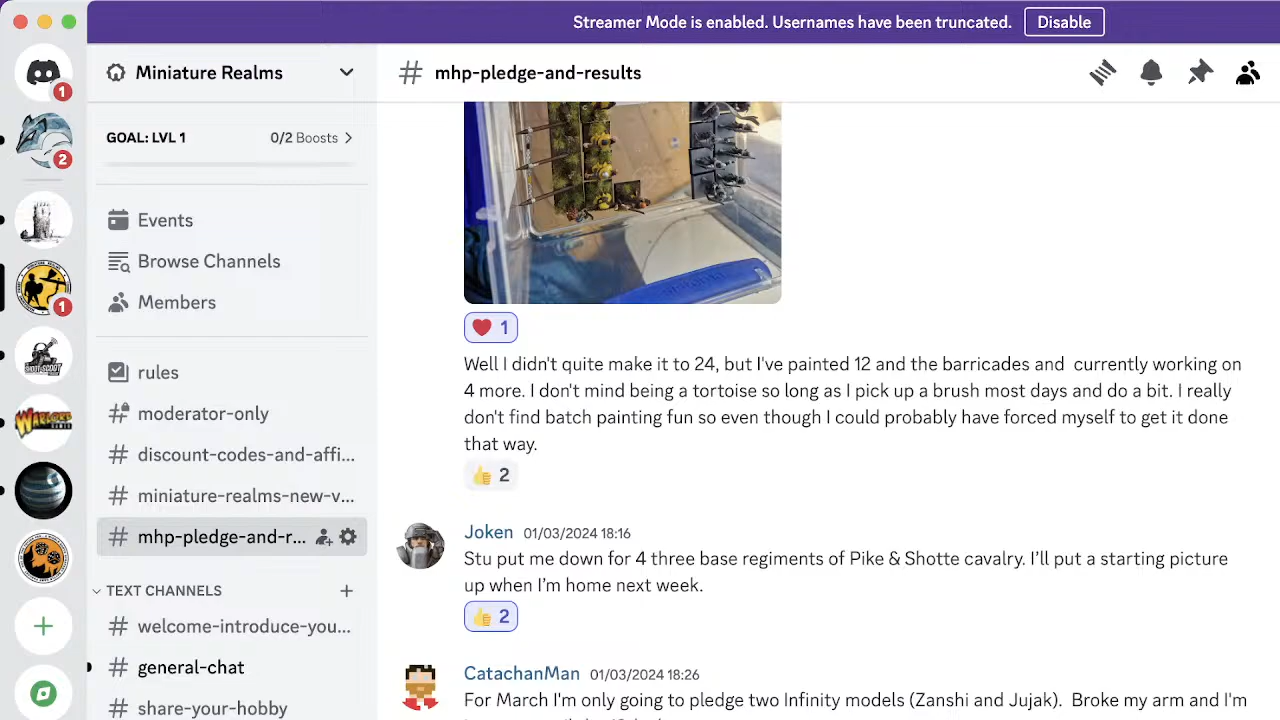 Streamer Mode is enabled. Usernames have been truncated.
Disable
1
2
1
Miniature Realms
GOAL: LVL 1
0/2 Boosts
Events
Browse Channels
Members
rules
moderator-only
discount-codes-and-affi...
miniature-realms-new-v...
mhp-pledge-and-r...
TEXT CHANNELS
welcome-introduce-you...
general-chat
share-your-hobby
mhp-pledge-and-results
1
Well I didn't quite make it to 24, but I've painted 12 and the barricades and  currently working on
4 more. I don't mind being a tortoise so long as I pick up a brush most days and do a bit. I really
don't find batch painting fun so even though I could probably have forced myself to get it done
that way.
2
Joken 01/03/2024 18:16
Stu put me down for 4 three base regiments of Pike & Shotte cavalry. I’ll put a starting picture
up when I’m home next week.
2
CatachanMan 01/03/2024 18:26
For March I'm only going to pledge two Infinity models (Zanshi and Jujak).  Broke my arm and I'm